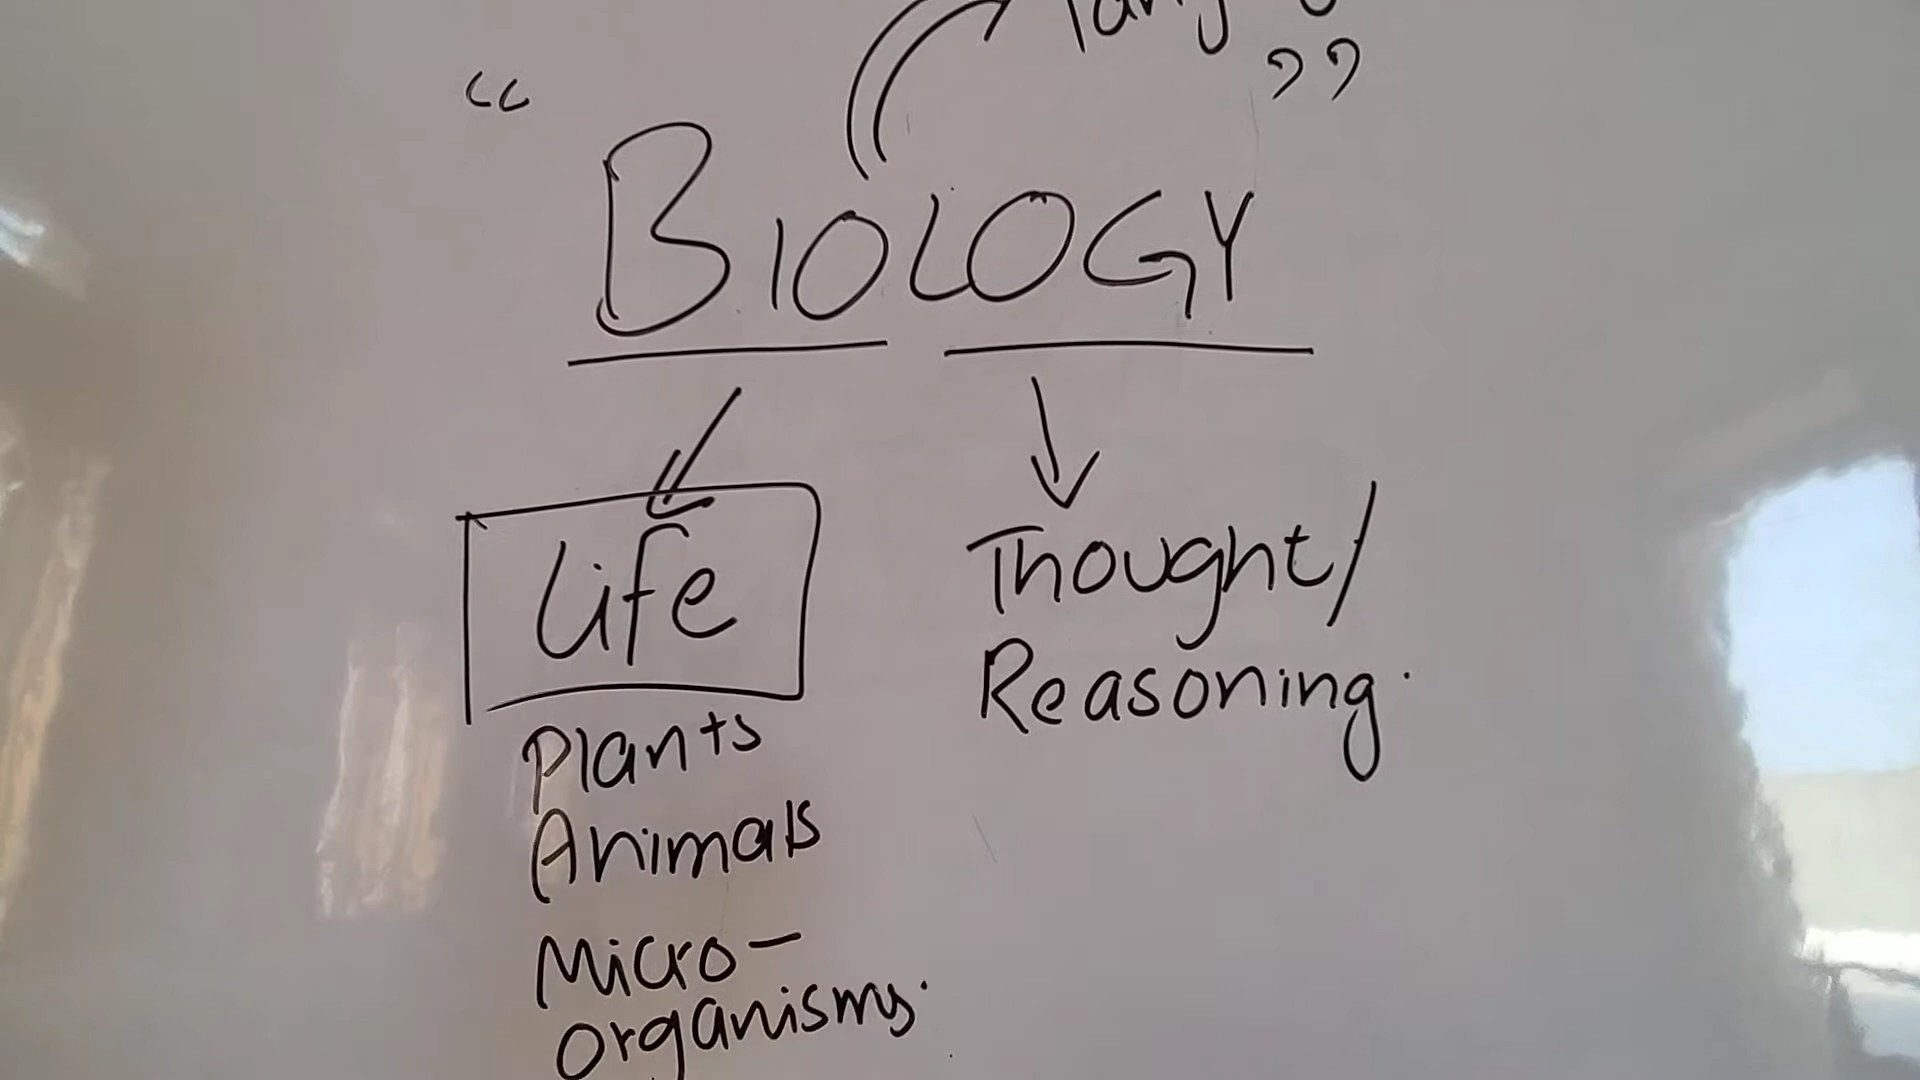 “ ”
BIOLOGY
Life
Plants
Animals
Micro-
organisms.
Thought/
Reasoning.